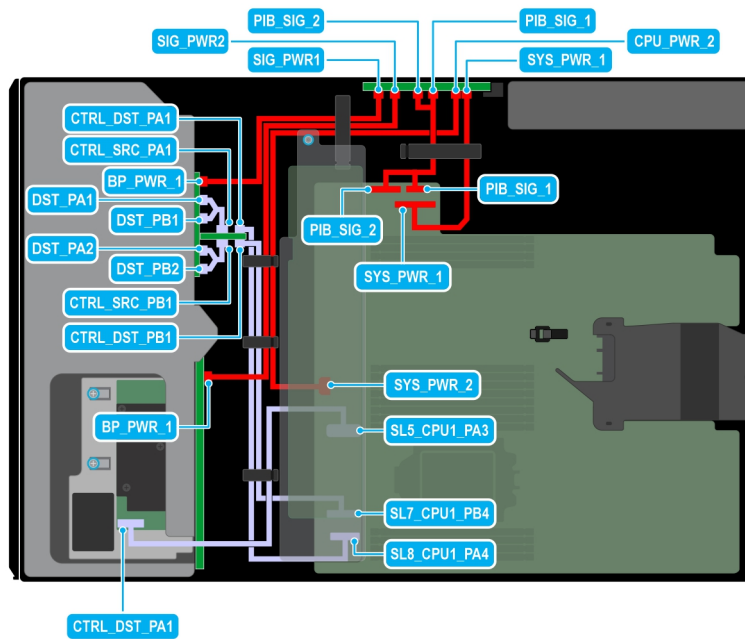 PIB_SIG_2
PIB_SIG_1
SIG_PWR2
CPU_PWR_2
SIG_PWR1
SYS_PWR_1
CTRL_DST_PA1
CTRL_SRC_PA1
BP_PWR_1
DST_PA1
DST_PB1
PIB_SIG_1
PIB_SIG_2
DST_PA2
DST_PB2
SYS_PWR_1
CTRL_SRC_PB1
CTRL_DST_PB1
SYS_PWR_2
BP_PWR_1
SL5_CPU1_PA3
SL7_CPU1_PB4
SL8_CPU1_PA4
CTRL_DST_PA1